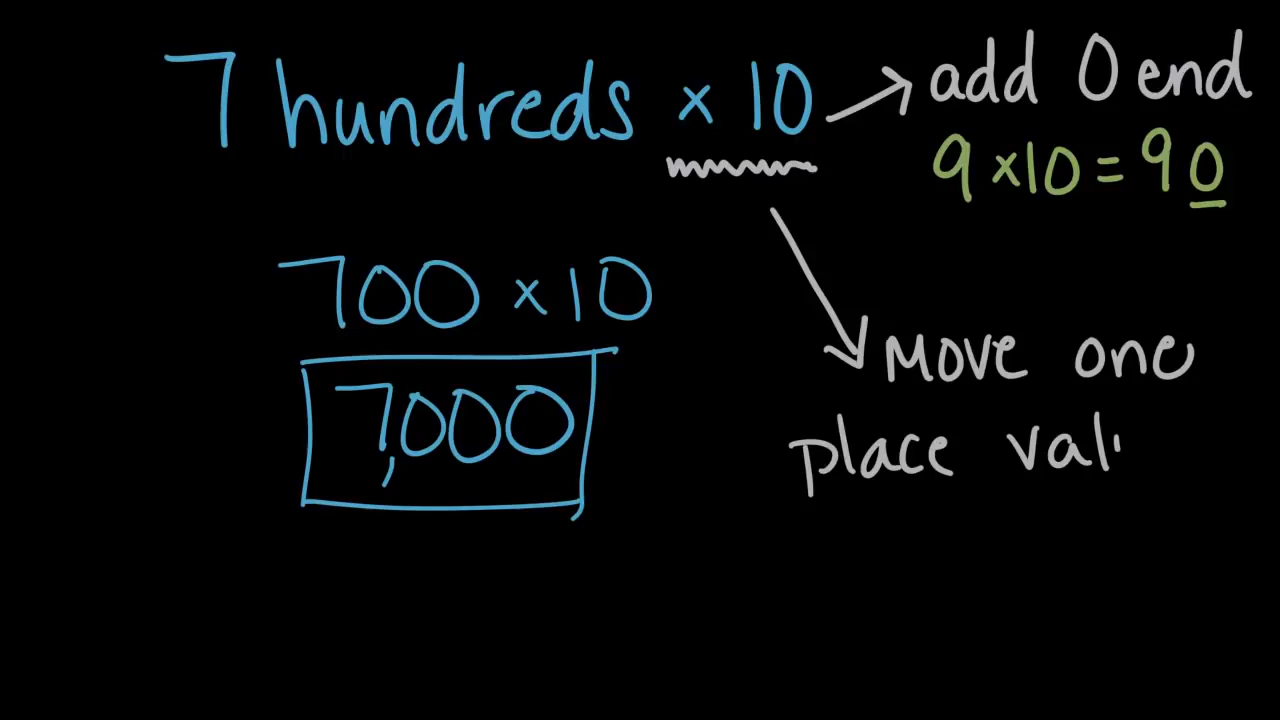 7 hundreds × 10
add 0 end
9 × 10 = 90
700 × 10
7,000
Move one
place val